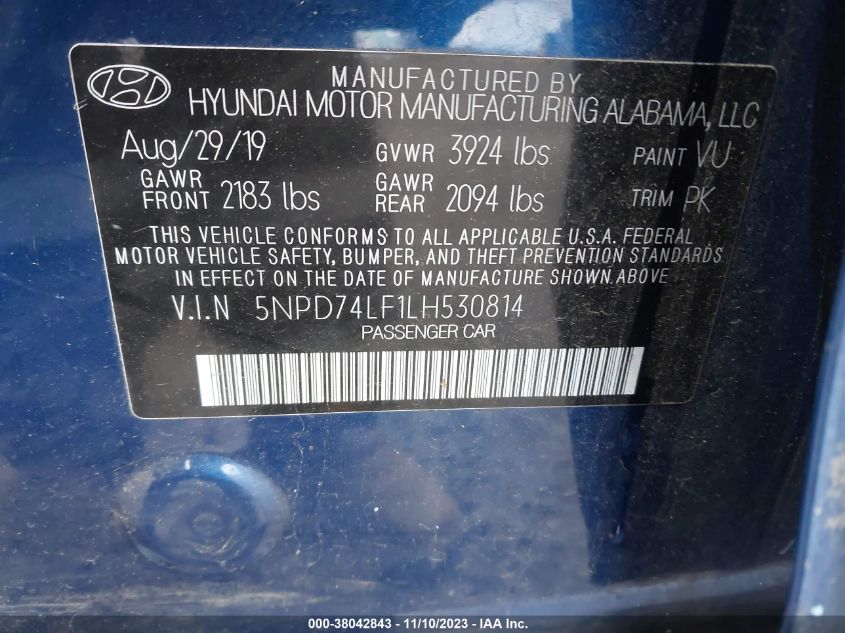 MANUFACTURED BY
HYUNDAI MOTOR MANUFACTURING ALABAMA, LLC
Aug/29/19 GVWR 3924 lbs PAINT VU
GAWR FRONT 2183 lbs GAWR REAR 2094 lbs TRIM PK
THIS VEHICLE CONFORMS TO ALL APPLICABLE U.S.A. FEDERAL
MOTOR VEHICLE SAFETY, BUMPER, AND THEFT PREVENTION STANDARDS
IN EFFECT ON THE DATE OF MANUFACTURE SHOWN ABOVE
V.I.N 5NPD74LF1LH530814
PASSENGER CAR
000-38042843 - 11/10/2023 - IAA Inc.